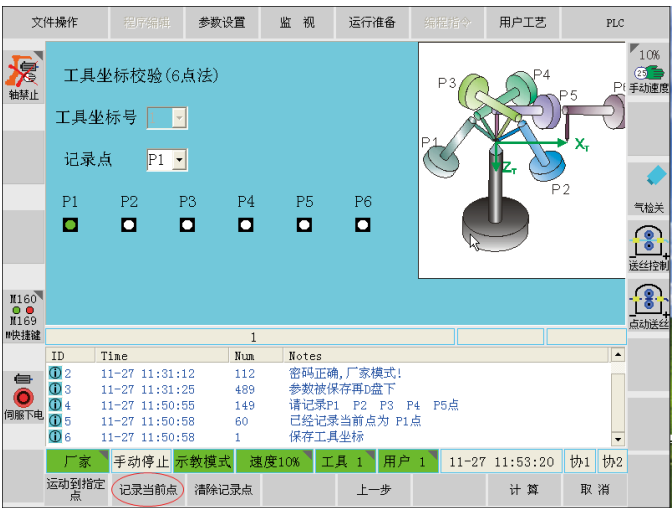 文件操作 程序编辑 参数设置 监 视 运行准备 编程指令 用户工艺 PLC
轴禁止
M160
M169
M快捷键
伺服下电
工具坐标校验(6点法)
工具坐标号
记录点 P1
P1 P2 P3 P4 P5 P6
P3 P4 P5 P6
P1 P2
X_T
Z_T
10%
25
手动速度
气检关
送丝控制
点动送丝
1
ID Time Num Notes
2 11-27 11:31:12 112 密码正确,厂家模式!
3 11-27 11:31:25 489 参数被保存再D盘下
4 11-27 11:50:55 149 请记录P1 P2 P3 P4 P5点
5 11-27 11:50:58 60 已经记录当前点为 P1点
6 11-27 11:50:58 1 保存工具坐标
厂家 手动停止 示教模式 速度10% 工具 1 用户 1 11-27 11:53:20 协1 协2
运动到指定
点
记录当前点 清除记录点 上一步 计 算 取 消